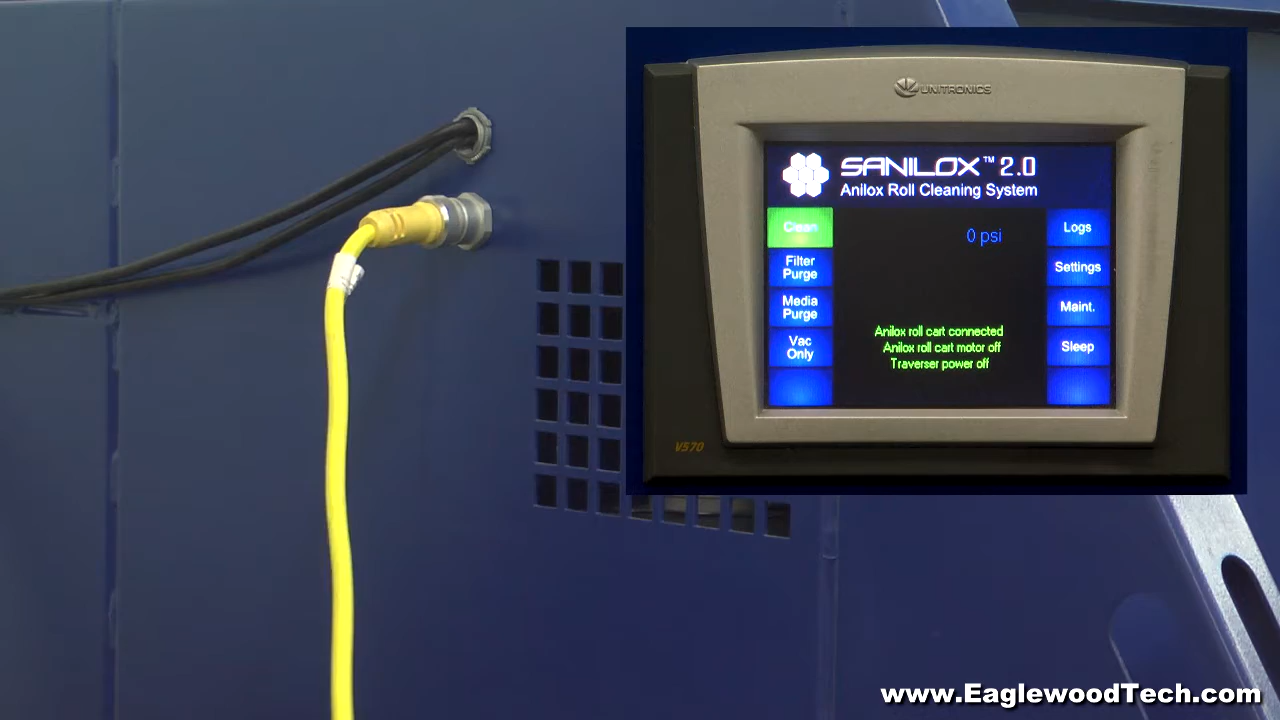 UNITRONICS
SANILOX™ 2.0
Anilox Roll Cleaning System
Clean
0 psi
Logs
Filter
Purge
Settings
Media
Purge
Maint.
Anilox roll cart connected
Anilox roll cart motor off
Traverser power off
Vac
Only
Sleep
V570
www.EaglewoodTech.com